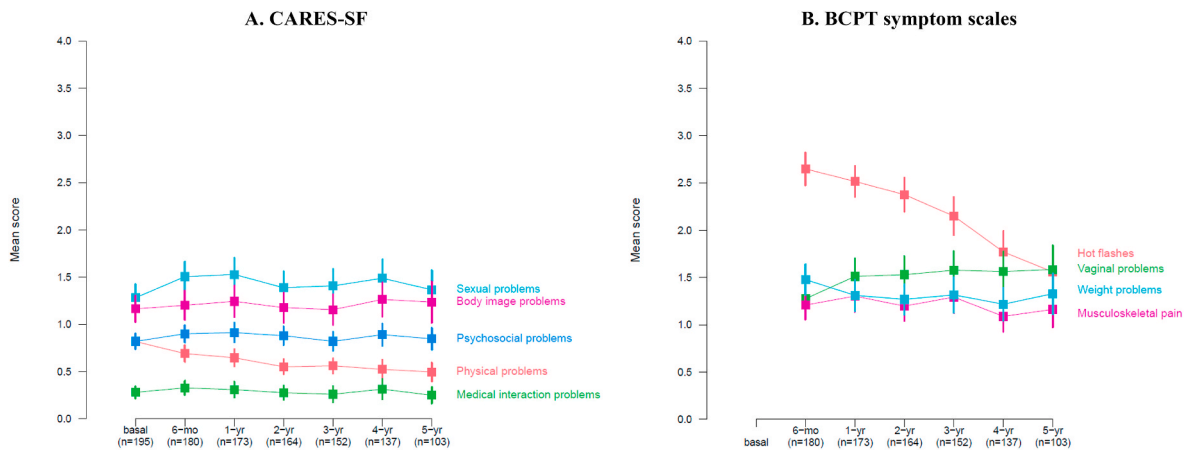 A. CARES-SF
4.0
3.5
3.0
2.5
2.0
1.5
1.0
0.5
0.0
Mean score
Sexual problems
Body image problems
Psychosocial problems
Physical problems
Medical interaction problems
basal 6-mo 1-yr 2-yr 3-yr 4-yr 5-yr
(n=195) (n=180) (n=173) (n=164) (n=152) (n=137) (n=103)
B. BCPT symptom scales
4.0
3.5
3.0
2.5
2.0
1.5
1.0
0.5
0.0
Mean score
Hot flashes
Vaginal problems
Weight problems
Musculoskeletal pain
6-mo 1-yr 2-yr 3-yr 4-yr 5-yr
basal (n=180) (n=173) (n=164) (n=152) (n=137) (n=103)